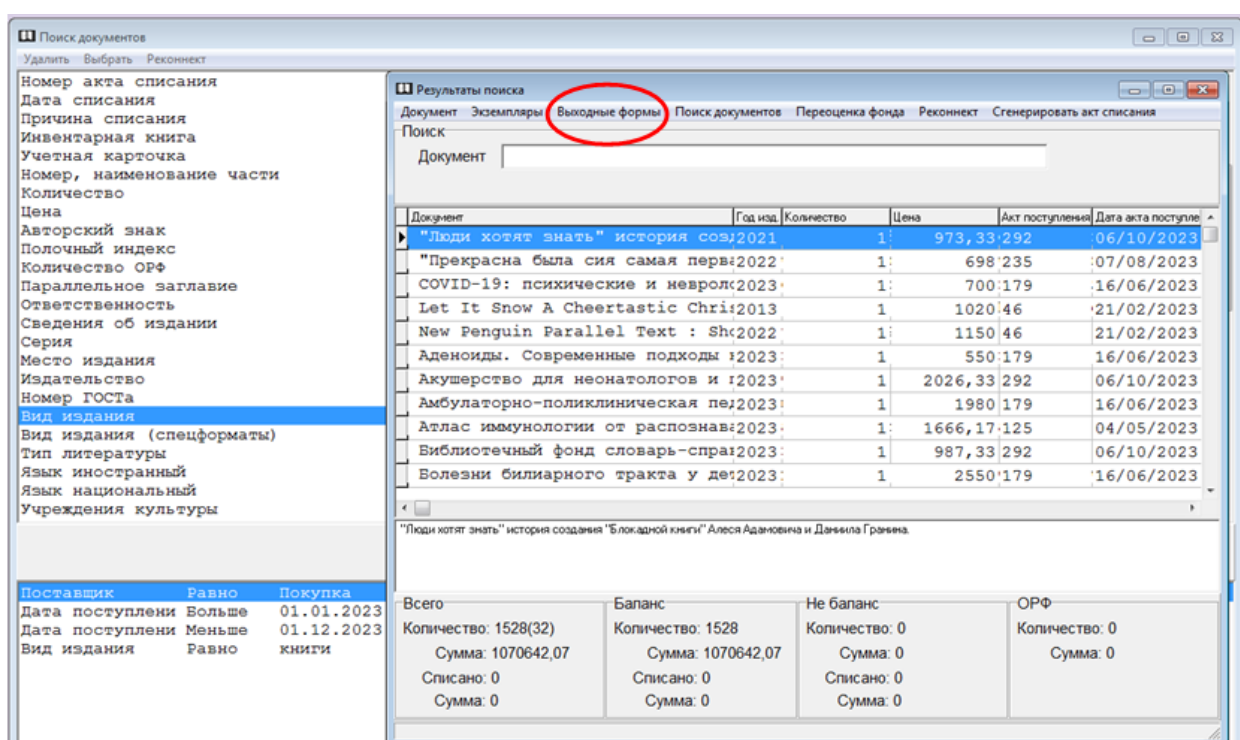 Поиск документов
Удалить Выбрать Реконнект
Номер акта списания
Дата списания
Причина списания
Инвентарная книга
Учетная карточка
Номер, наименование части
Количество
Цена
Авторский знак
Полочный индекс
Количество ОРФ
Параллельное заглавие
Ответственность
Сведения об издании
Серия
Место издания
Издательство
Номер ГОСТа
Вид издания
Вид издания (спецформаты)
Тип литературы
Язык иностранный
Язык национальный
Учреждения культуры
Поставщик Равно Покупка
Дата поступлени Больше 01.01.2023
Дата поступлени Меньше 01.12.2023
Вид издания Равно книги
Результаты поиска
Документ Экземпляры Выходные формы Поиск документов Переоценка фонда Реконнект Сгенерировать акт списания
Поиск
Документ
Документ Год изд. Количество Цена Акт поступления Дата акта поступле
"Люди хотят знать" история соз 2021 1 973,33 292 06/10/2023
"Прекрасна была сия самая перв 2022 1 698 235 07/08/2023
COVID-19: психические и неврол 2023 1 700 179 16/06/2023
Let It Snow A Cheertastic Chri 2013 1 1020 46 21/02/2023
New Penguin Parallel Text : Sh 2022 1 1150 46 21/02/2023
Аденоиды. Современные подходы 2023 1 550 179 16/06/2023
Акушерство для неонатологов и 2023 1 2026,33 292 06/10/2023
Амбулаторно-поликлиническая пе 2023 1 1980 179 16/06/2023
Атлас иммунологии от распознав 2023 1 1666,17 125 04/05/2023
Библиотечный фонд словарь-спра 2023 1 987,33 292 06/10/2023
Болезни билиарного тракта у де 2023 1 2550 179 16/06/2023
"Люди хотят знать" история создания "Блокадной книги" Алеся Адамовича и Даниила Гранина.
Всего Баланс Не баланс ОРФ
Количество: 1528(32) Количество: 1528 Количество: 0 Количество: 0
Сумма: 1070642,07 Сумма: 1070642,07 Сумма: 0 Сумма: 0
Списано: 0 Списано: 0 Списано: 0
Сумма: 0 Сумма: 0 Сумма: 0